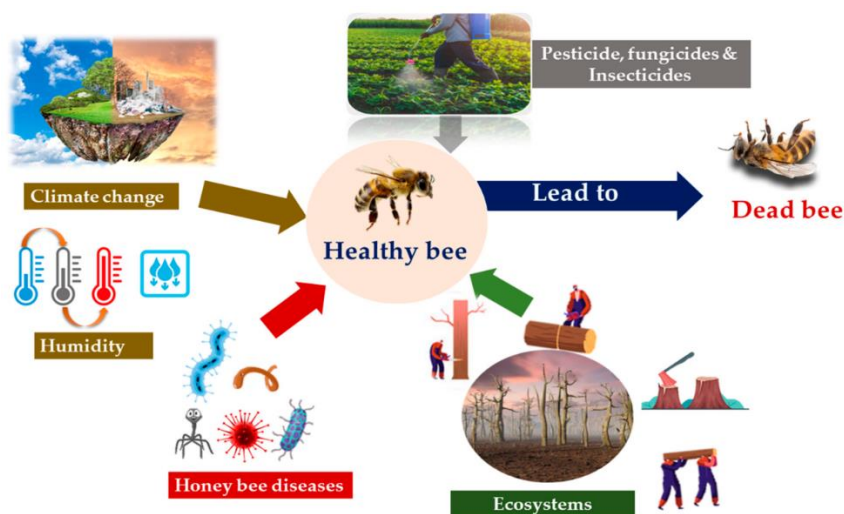 Pesticide, fungicides &
Insecticides
Climate change
Healthy bee
Lead to
Dead bee
Humidity
Honey bee diseases
Ecosystems